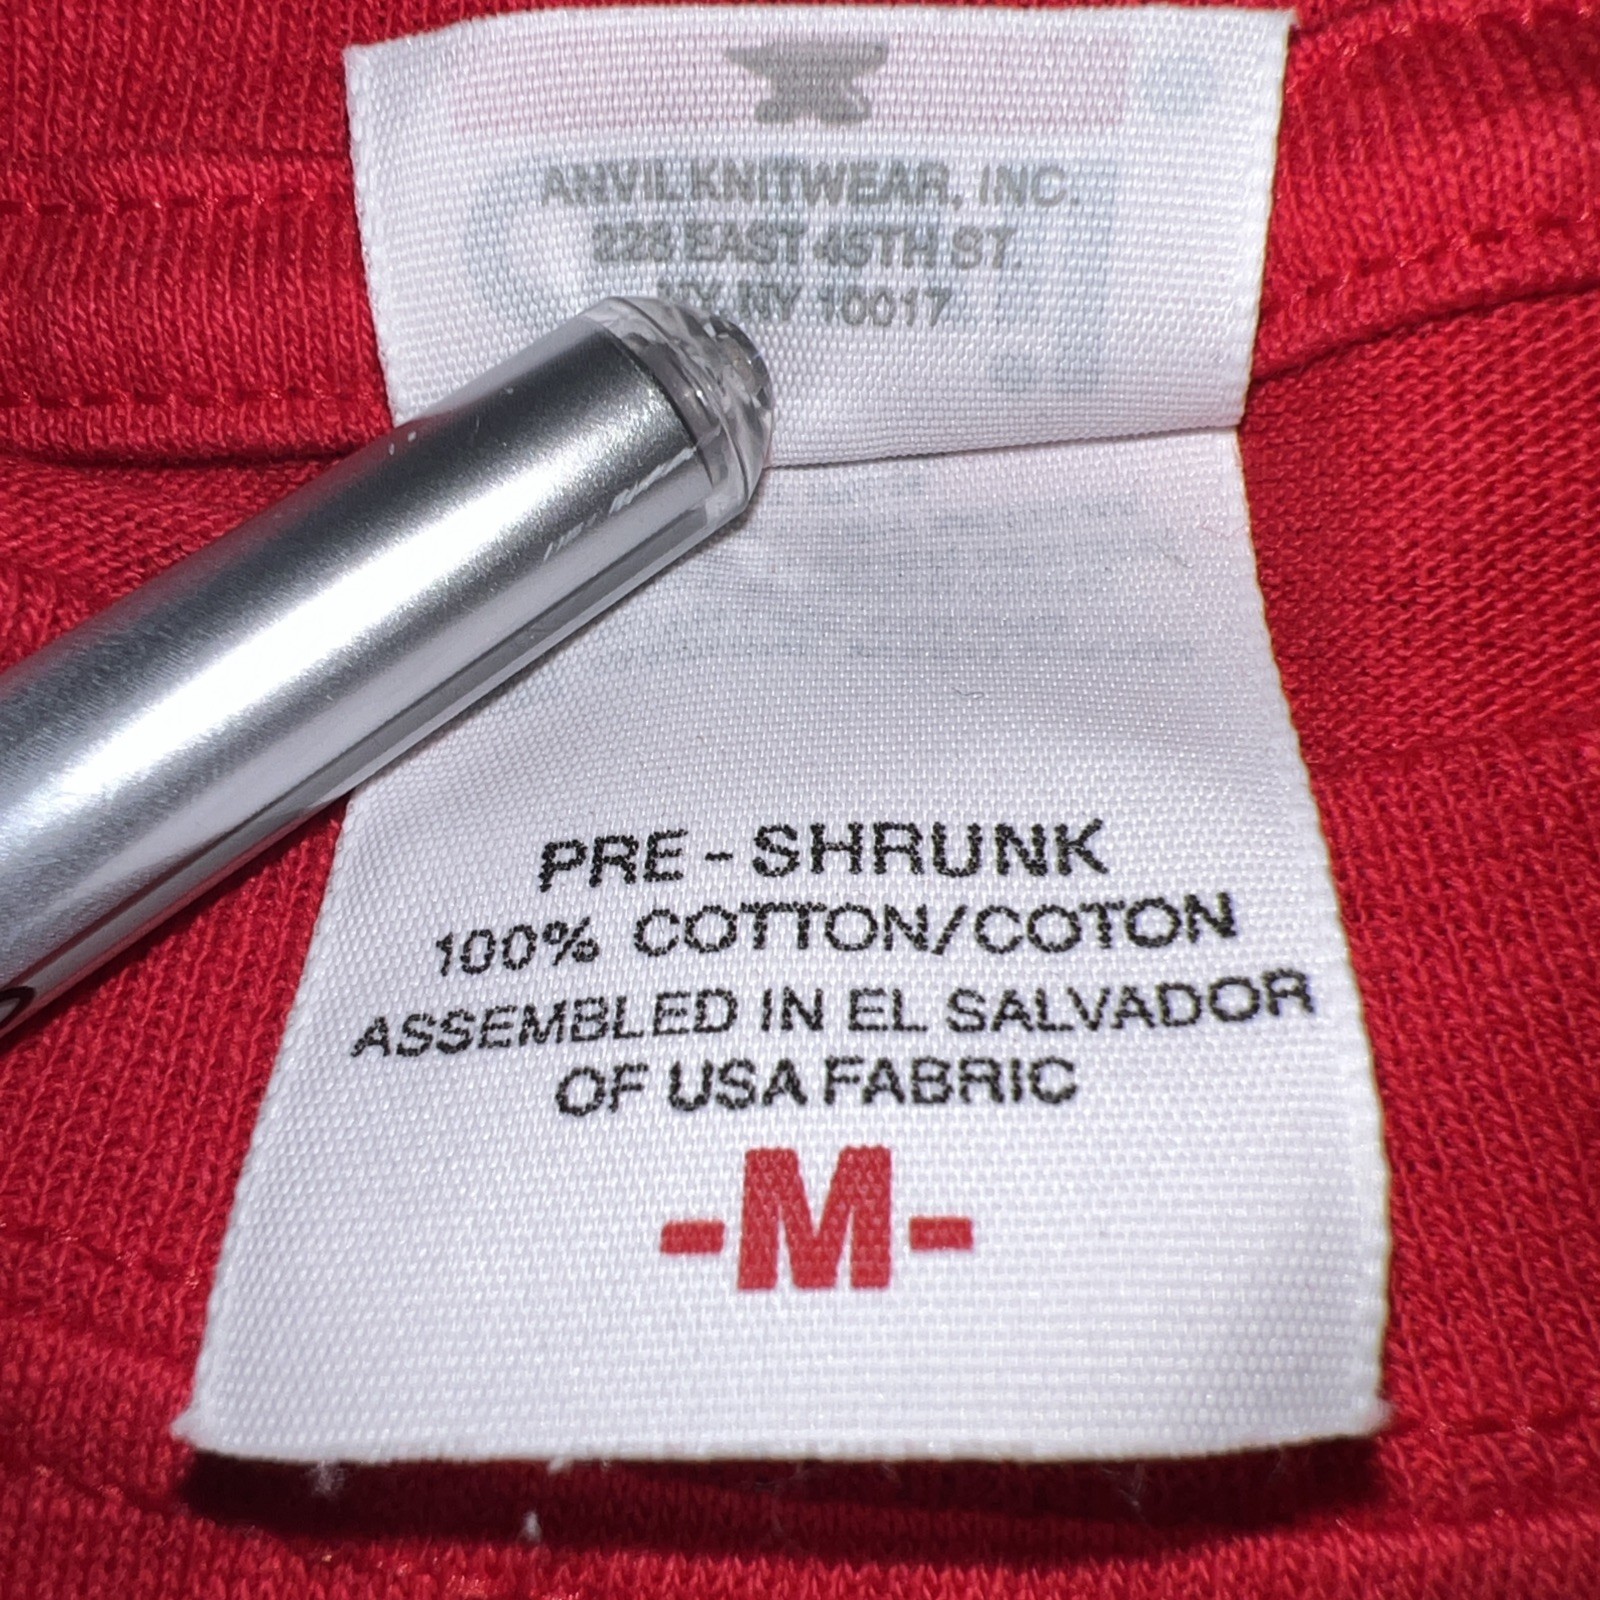 ANVIL KNITWEAR, INC.
228 EAST 45TH ST.
NY, NY 10017
PRE - SHRUNK
100% COTTON/COTON
ASSEMBLED IN EL SALVADOR
OF USA FABRIC
-M-